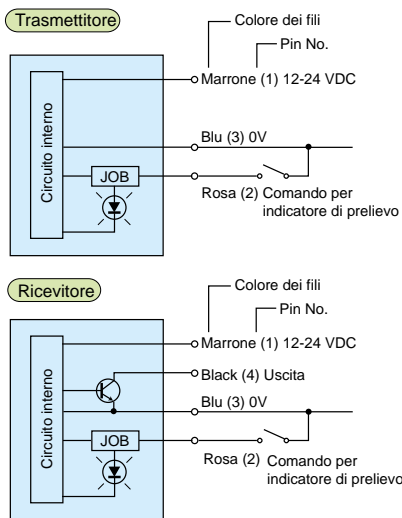 Trasmettitore
Colore dei fili
Pin No.
Marrone (1) 12-24 VDC
Circuito interno
Blu (3) 0V
JOB
Rosa (2) Comando per
indicatore di prelievo
Ricevitore
Colore dei fili
Pin No.
Marrone (1) 12-24 VDC
Circuito interno
Black (4) Uscita
Blu (3) 0V
JOB
Rosa (2) Comando per
indicatore di prelievo